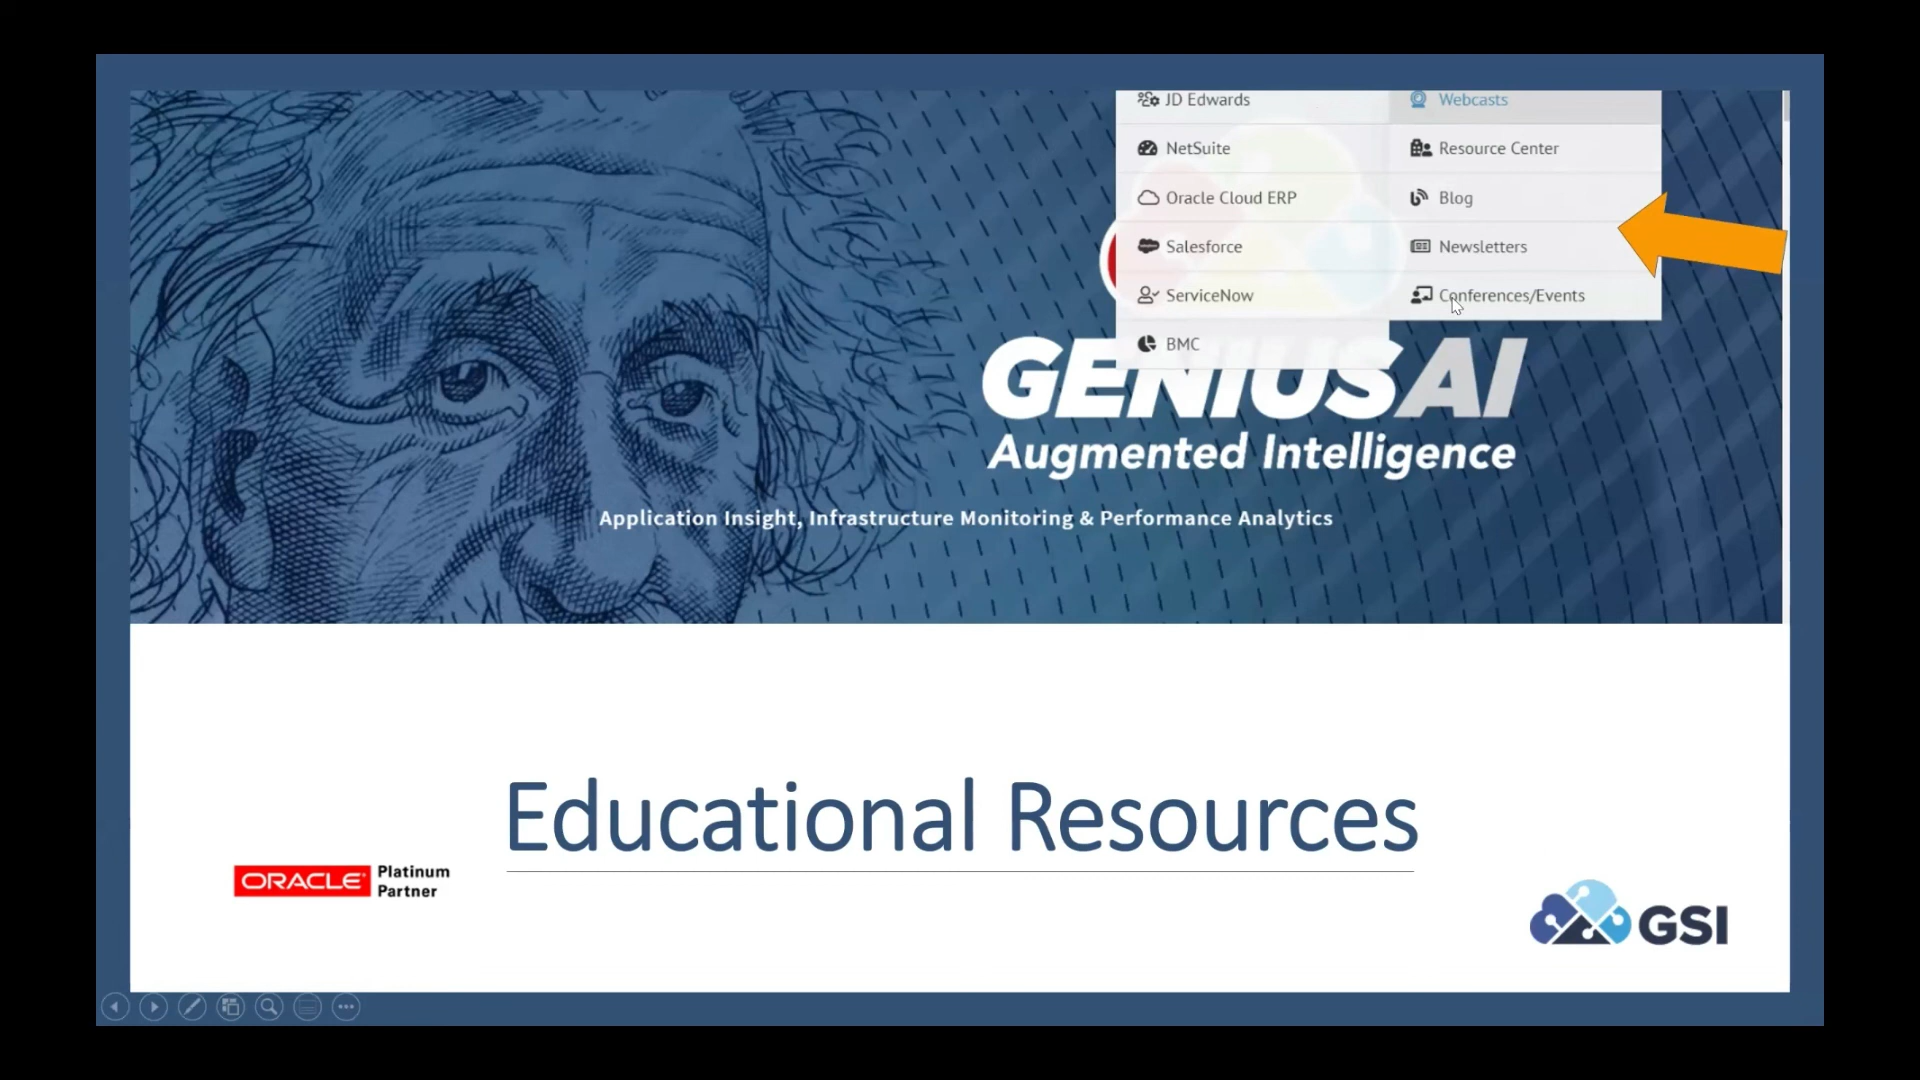 JD Edwards
NetSuite
Oracle Cloud ERP
Salesforce
ServiceNow
BMC
Webcasts
Resource Center
Blog
Newsletters
Conferences/Events
GENIUSAI
Augmented Intelligence
Application Insight, Infrastructure Monitoring & Performance Analytics
Educational Resources
ORACLE Platinum
Partner
GSI